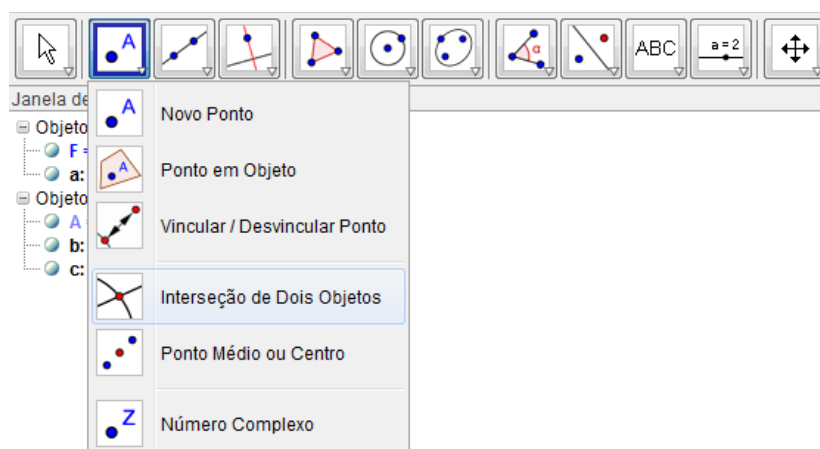 A
α
ABC
a=2
Janela de
Objeto
F =
a:
Objeto
A =
b:
c:
A
Novo Ponto
A
Ponto em Objeto
Vincular / Desvincular Ponto
Interseção de Dois Objetos
Ponto Médio ou Centro
Z
Número Complexo